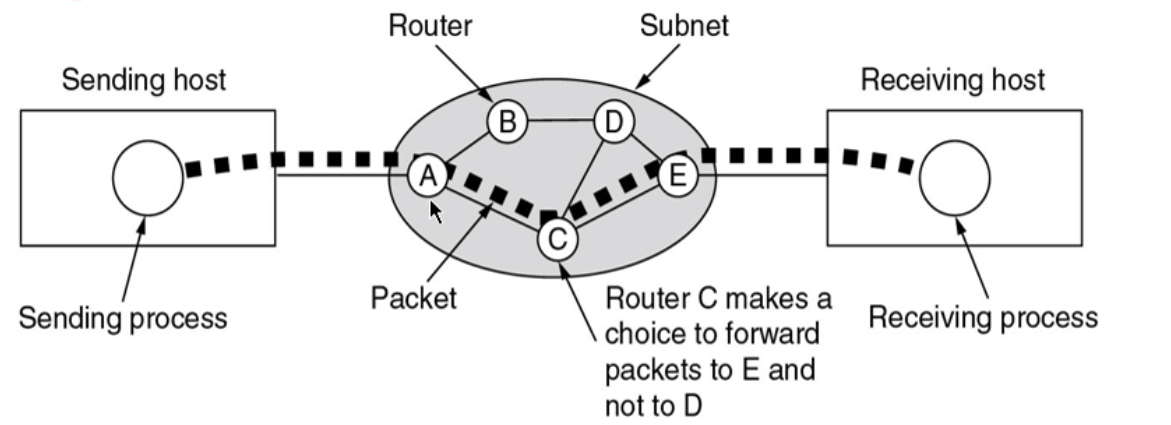 Router
Subnet
Sending host
Receiving host
B
D
A
E
C
Packet
Sending process
Router C makes a
choice to forward
packets to E and
not to D
Receiving process